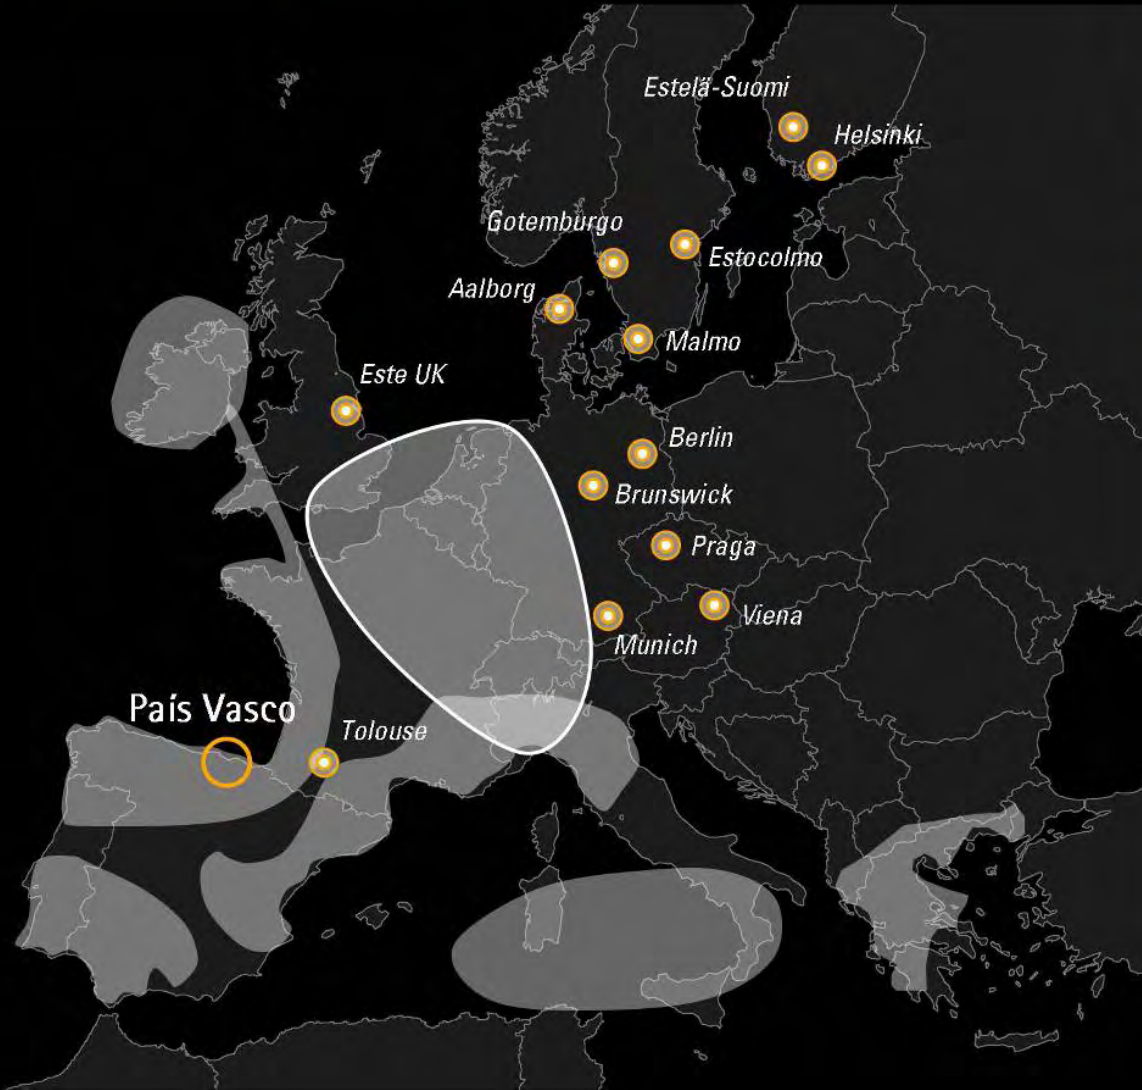 Estelä-Suomi
Helsinki
Gotemburgo
Estocolmo
Aalborg
Malmo
Este UK
Berlin
Brunswick
Praga
Viena
Munich
País Vasco
Tolouse